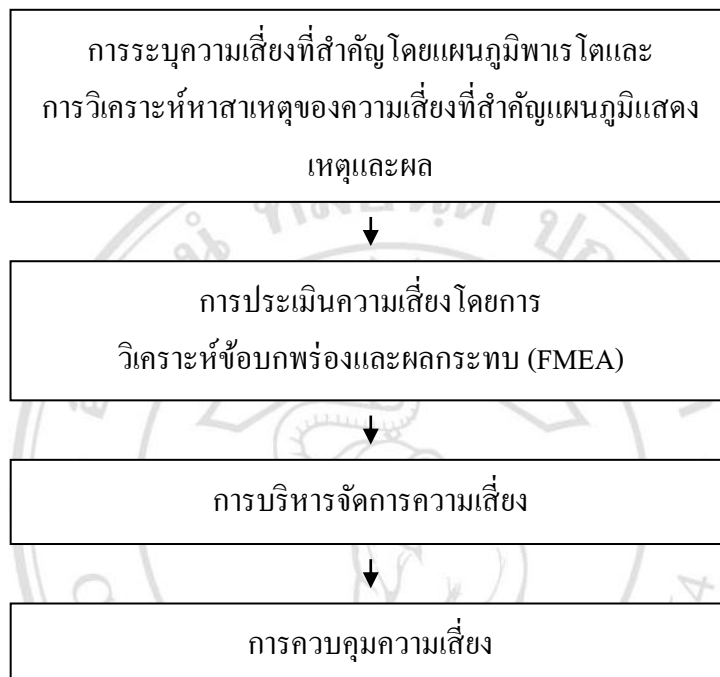 การระบุความเสี่ยงที่สำคัญโดยแผนภูมิพาเรโตและ
การวิเคราะห์หาสาเหตุของความเสี่ยงที่สำคัญแผนภูมิแสดง
เหตุและผล
การประเมินความเสี่ยงโดยการ
วิเคราะห์ข้อบกพร่องและผลกระทบ (FMEA)
การบริหารจัดการความเสี่ยง
การควบคุมความเสี่ยง